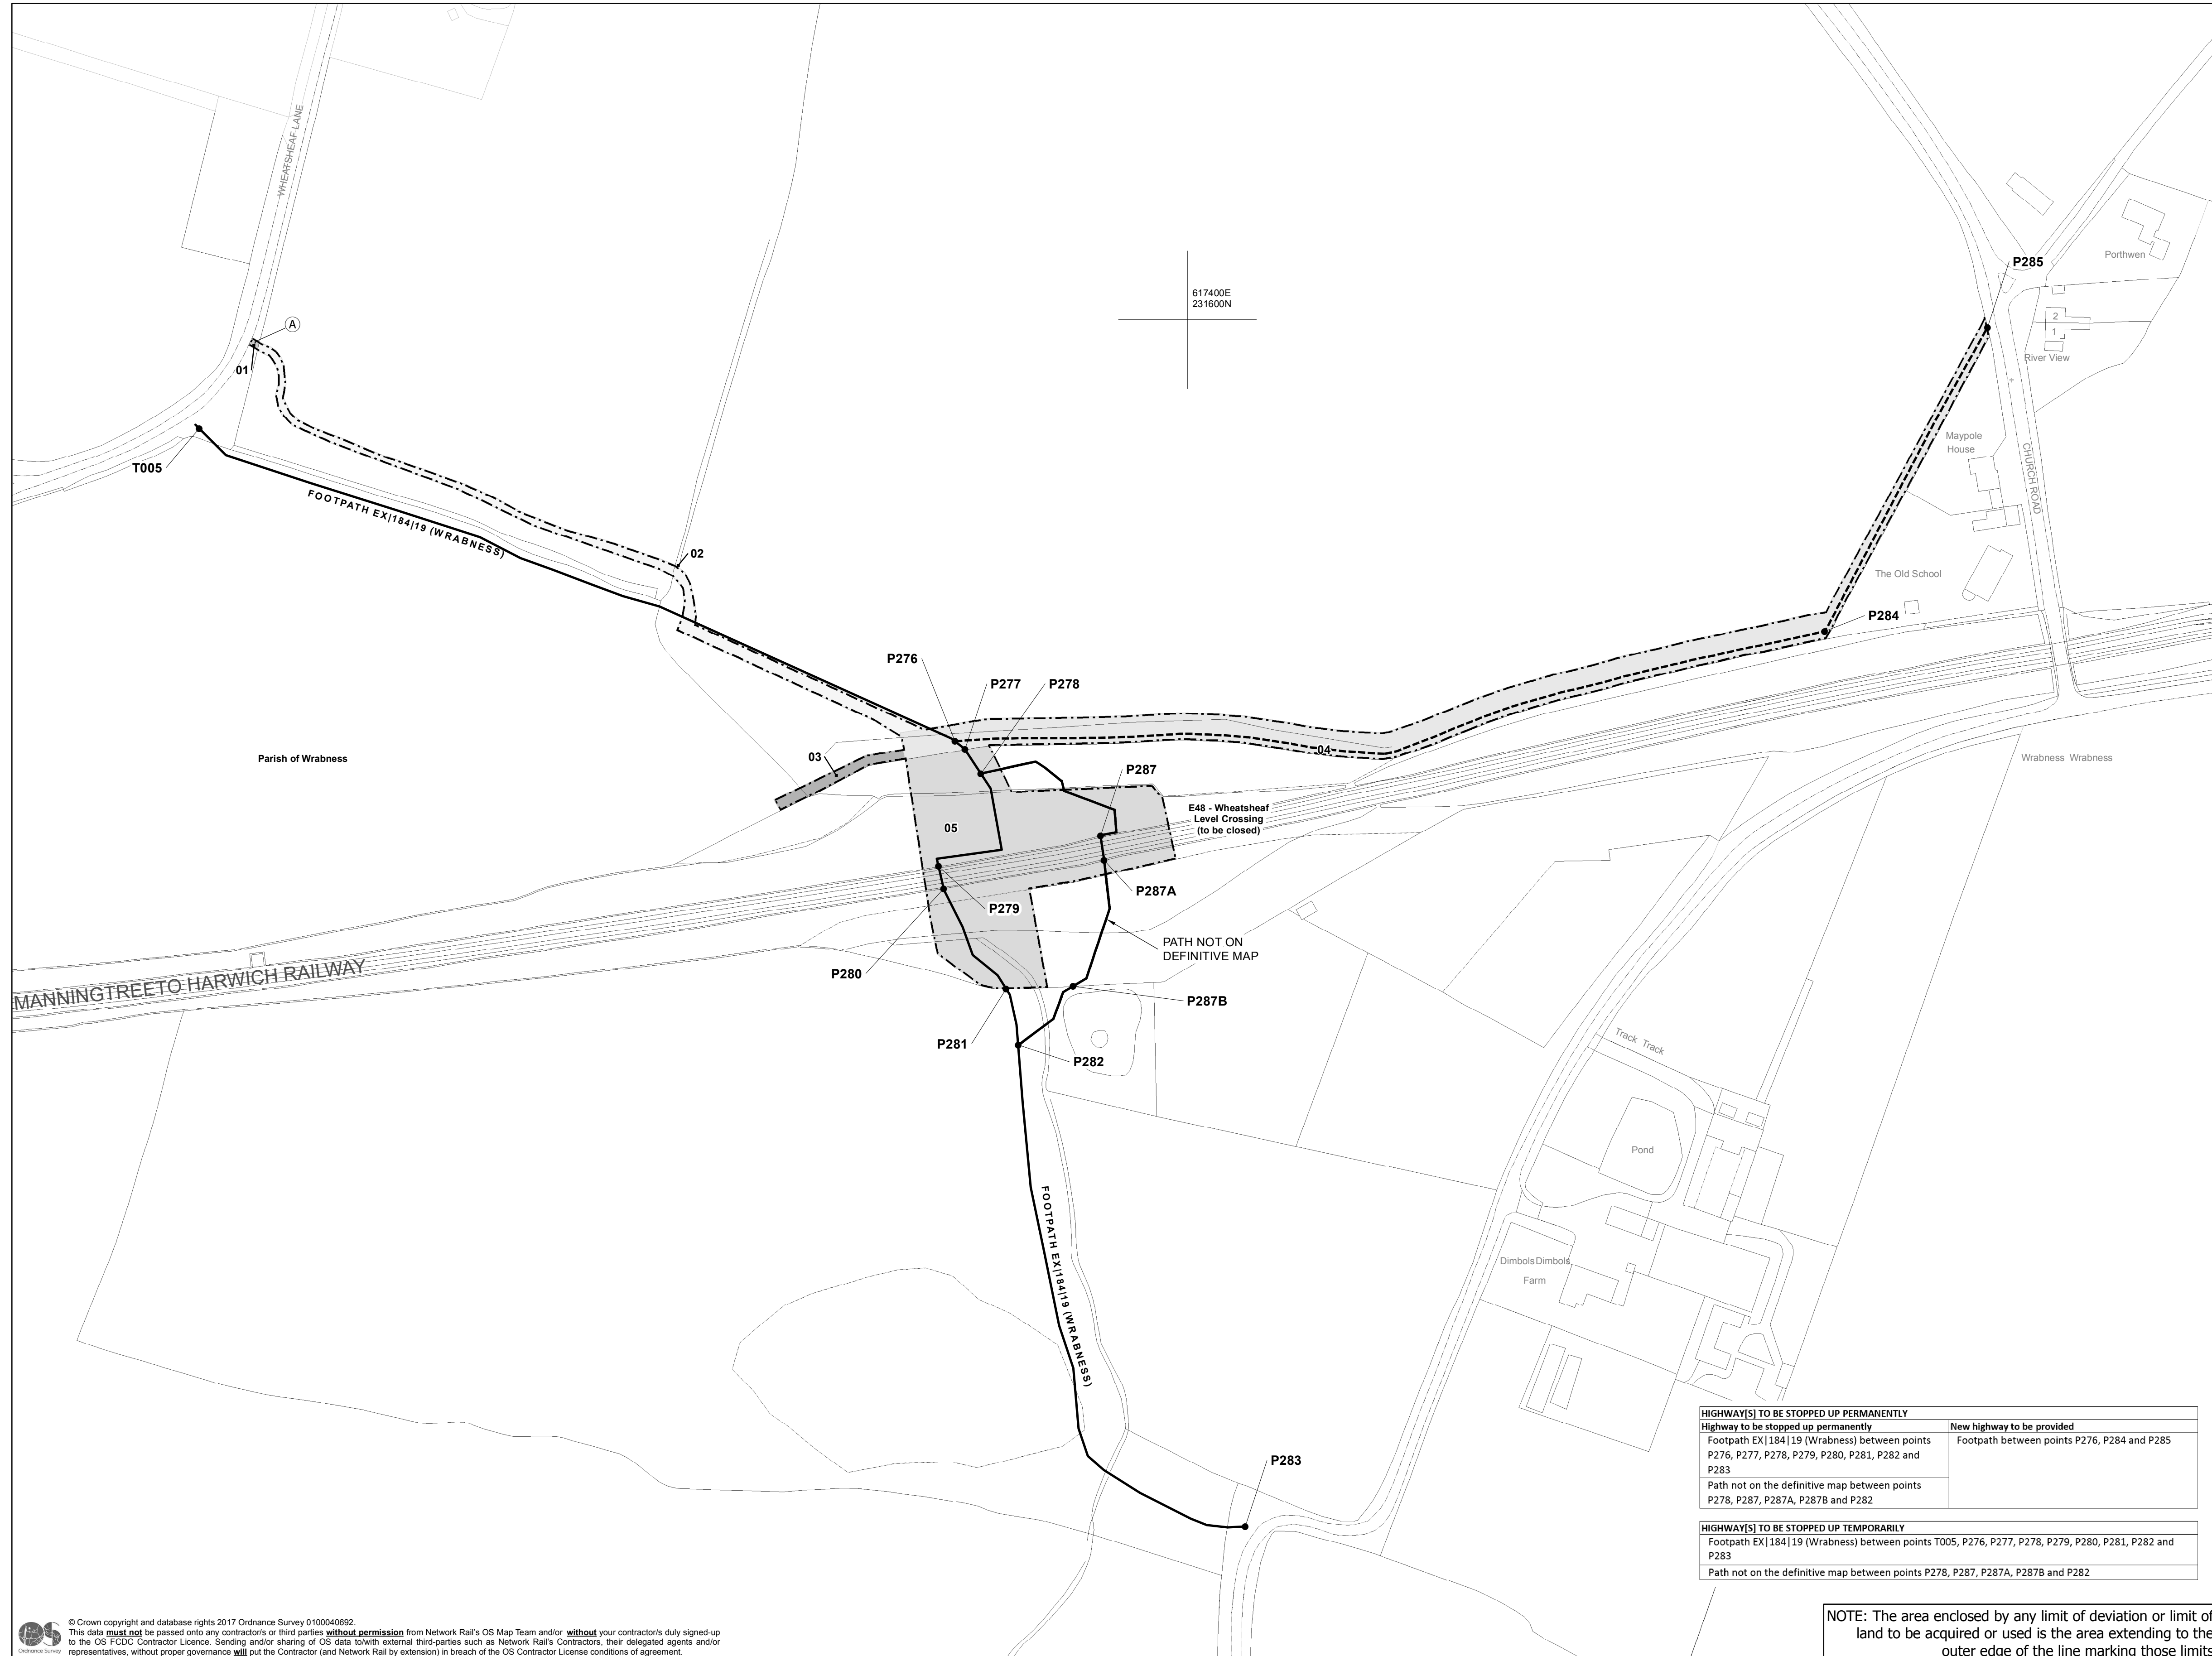 WHEATSHEAF LANE
617400E
231600N
P285
Porthwen
2
1
River View
A
01
T005
FOOTPATH EX|184|19 (WRABNESS)
02
Maypole
House
CHURCH ROAD
The Old School
P284
P276
P277
P278
Parish of Wrabness
03
04
P287
Wrabness Wrabness
E48 - Wheatsheaf
Level Crossing
(to be closed)
05
P287A
P279
PATH NOT ON
DEFINITIVE MAP
P280
MANNINGTREETO HARWICH RAILWAY
P287B
P281
P282
Track Track
Pond
FOOTPATH EX|184|19 (WRABNESS)
DimbolsDimbols
Farm
P283
HIGHWAY[S] TO BE STOPPED UP PERMANENTLY
Highway to be stopped up permanently
New highway to be provided
Footpath EX|184|19 (Wrabness) between points
P276, P277, P278, P279, P280, P281, P282 and
P283
Footpath between points P276, P284 and P285
Path not on the definitive map between points
P278, P287, P287A, P287B and P282
HIGHWAY[S] TO BE STOPPED UP TEMPORARILY
Footpath EX|184|19 (Wrabness) between points T005, P276, P277, P278, P279, P280, P281, P282 and
P283
Path not on the definitive map between points P278, P287, P287A, P287B and P282
NOTE: The area enclosed by any limit of deviation or limit of
land to be acquired or used is the area extending to the
outer edge of the line marking those limits
Ordnance Survey
© Crown copyright and database rights 2017 Ordnance Survey 0100040692.
This data must not be passed onto any contractor/s or third parties without permission from Network Rail's OS Map Team and/or without your contractor/s duly signed-up
to the OS FCDC Contractor Licence. Sending and/or sharing of OS data to/with external third-parties such as Network Rail's Contractors, their delegated agents and/or
representatives, without proper governance will put the Contractor (and Network Rail by extension) in breach of the OS Contractor License conditions of agreement.